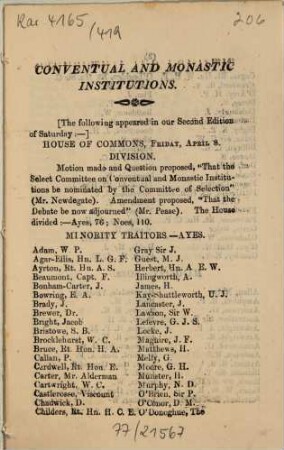 Kar 4165 206
/419
CONVENTUAL AND MONASTIC
INSTITUTIONS.
[The following appeared in our Second Edition
of Saturday :—]
HOUSE OF COMMONS, FRIDAY, APRIL 8.
DIVISION.
Motion made and Question proposed, "That the
Select Committee on Conventual and Monastic Institu-
tions be nominated by the Committee of Selection"
(Mr. Newdegate). Amendment proposed, "That the
Debate be now adjourned" (Mr. Pease). The House
divided—Ayes, 76; Noes, 110.
MINORITY TRAITORS—AYES.
Adam, W. P. Gray Sir J.
Agar-Ellis, Hn. L. G. F. Guest, M. J.
Ayrton, Rt. Hn. A. S. Herbert, Hn A. E. W.
Beaumont, Capt. F. Illingworth, A.
Bonham-Carter, J. James, H.
Bowring, E. A. Kay-Shuttleworth, U. J.
Brady, J. Lancaster, J.
Brewer, Dr. Lawson, Sir W.
Bright, Jacob Lefevre, G. J. S.
Bristowe, S. B. Locke, J.
Brocklehurst, W. C. Maguire, J. F.
Bruce, Rt. Hon. H. A. Matthews, H.
Callan, P. Melly, G.
Cardwell, Rt. Hon E. Moore, G. H.
Carter, Mr. Alderman Munster, H.
Cartwright, W. C. Murphy, N. D.
Castlerosse, Viscount O'Brien, Sir P.
Chadwick, D. O'Conor, D. M.
Childers, Rt. Hn. H. C. E. O'Donoghue, The
77/21567